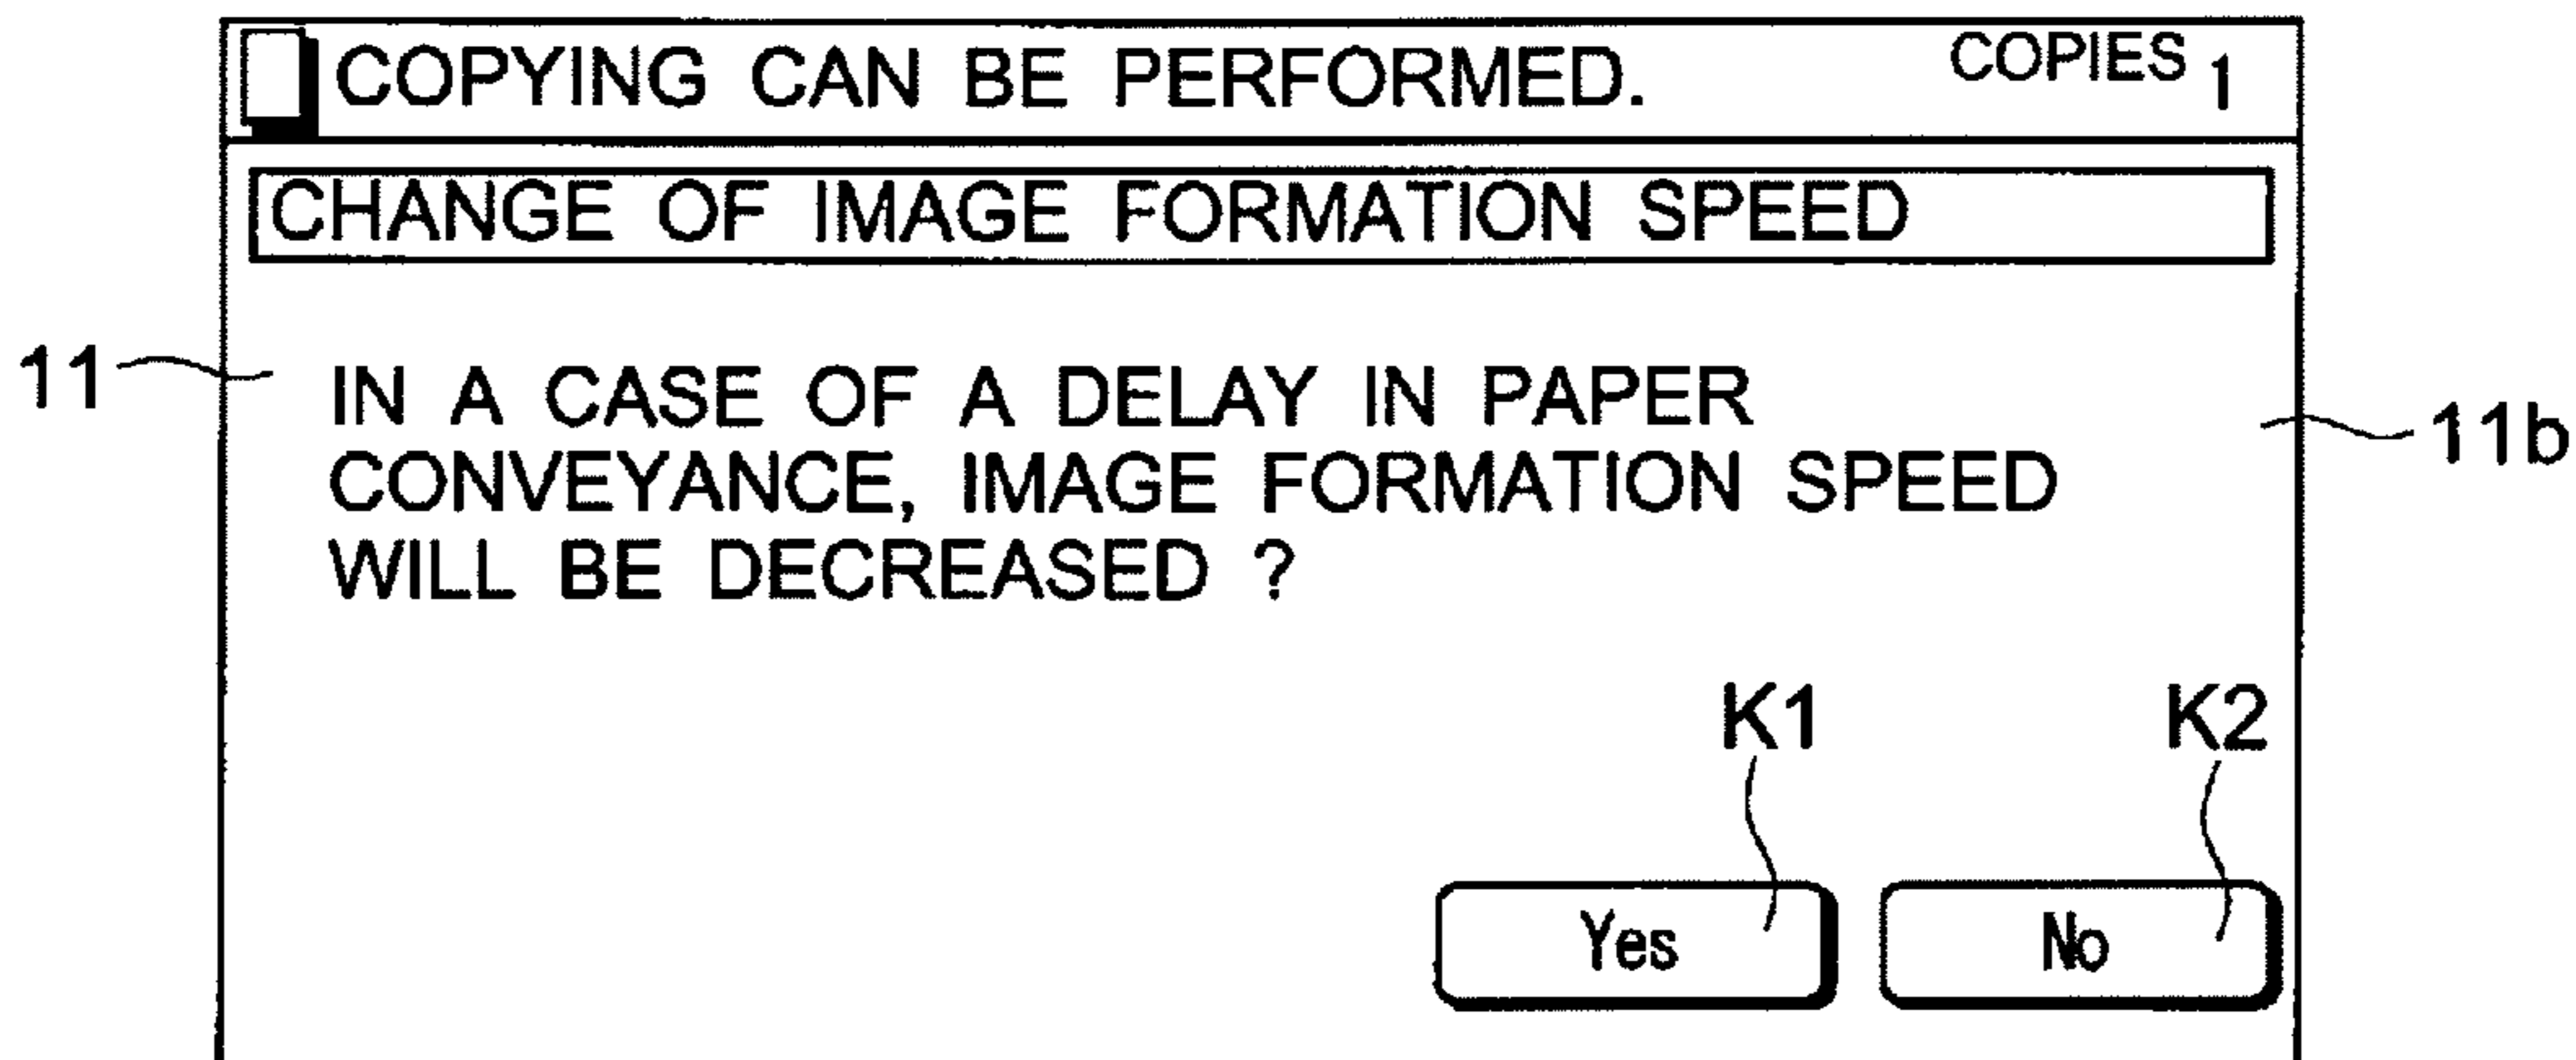 COPYING CAN BE PERFORMED. COPIES 1
CHANGE OF IMAGE FORMATION SPEED
11
IN A CASE OF A DELAY IN PAPER
CONVEYANCE, IMAGE FORMATION SPEED
WILL BE DECREASED ?
11b
K1 K2
Yes No